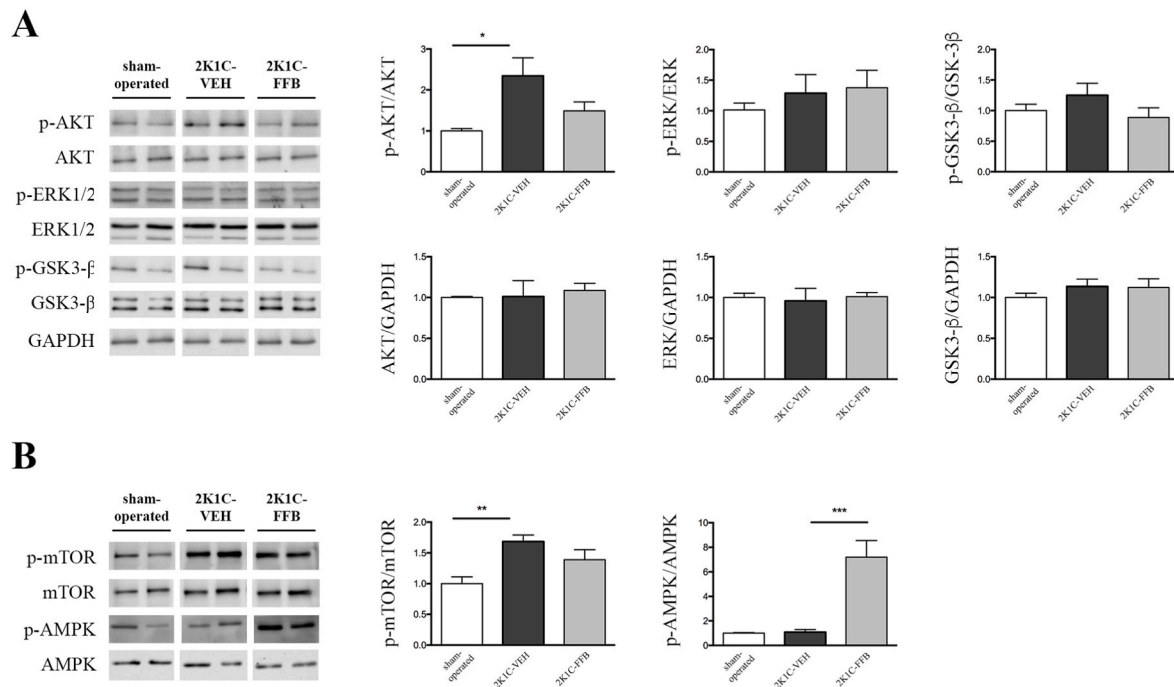 A
sham-
operated
2K1C-
VEH
2K1C-
FFB
p-AKT
AKT
p-ERK1/2
ERK1/2
p-GSK3-β
GSK3-β
GAPDH
p-AKT/AKT
3
2
1
0
*
sham-
operated
2K1C-VEH
2K1C-FFB
p-ERK/ERK
2.0
1.5
1.0
0.5
0.0
sham-
operated
2K1C-VEH
2K1C-FFB
p-GSK3-β/GSK-3β
2.0
1.5
1.0
0.5
0.0
sham-
operated
2K1C-VEH
2K1C-FFB
AKT/GAPDH
1.5
1.0
0.5
0.0
sham-
operated
2K1C-VEH
2K1C-FFB
ERK/GAPDH
1.5
1.0
0.5
0.0
sham-
operated
2K1C-VEH
2K1C-FFB
GSK3-β/GAPDH
1.5
1.0
0.5
0.0
sham-
operated
2K1C-VEH
2K1C-FFB
B
sham-
operated
2K1C-
VEH
2K1C-
FFB
p-mTOR
mTOR
p-AMPK
AMPK
p-mTOR/mTOR
2.0
1.5
1.0
0.5
0.0
**
sham-
operated
2K1C-VEH
2K1C-FFB
p-AMPK/AMPK
10
8
6
4
2
0
***
sham-
operated
2K1C-VEH
2K1C-FFB